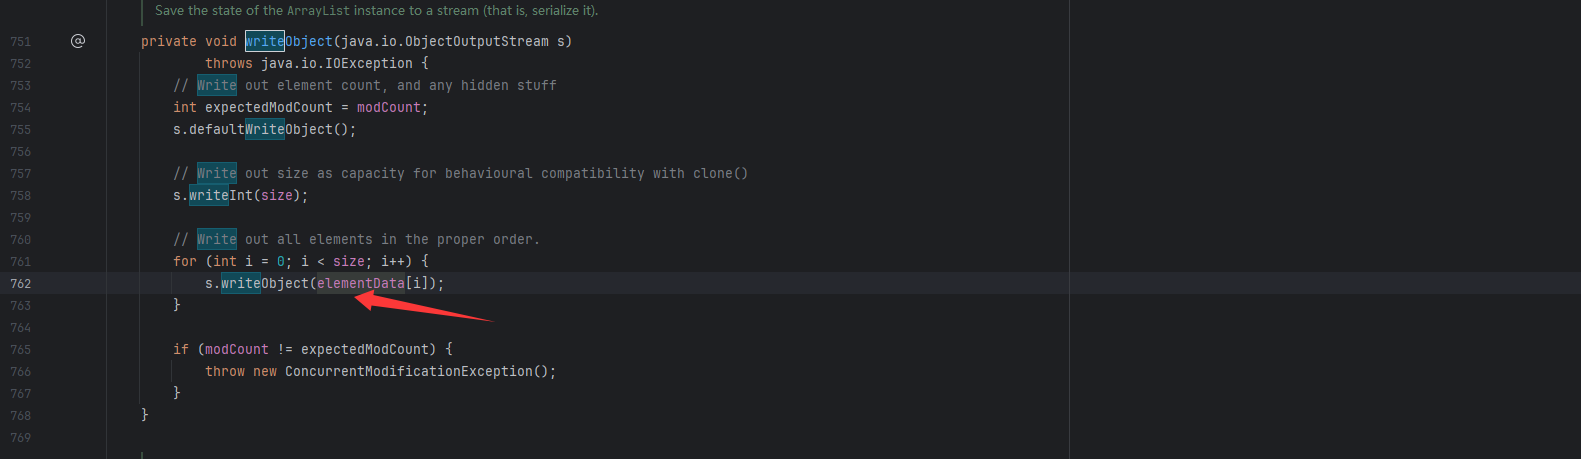 Save the state of the ArrayList instance to a stream (that is, serialize it).
751 @ private void writeObject(java.io.ObjectOutputStream s)
752 throws java.io.IOException {
753 // Write out element count, and any hidden stuff
754 int expectedModCount = modCount;
755 s.defaultWriteObject();
756
757 // Write out size as capacity for behavioural compatibility with clone()
758 s.writeInt(size);
759
760 // Write out all elements in the proper order.
761 for (int i = 0; i < size; i++) {
762 s.writeObject(elementData[i]);
763 }
764
765 if (modCount != expectedModCount) {
766 throw new ConcurrentModificationException();
767 }
768 }
769